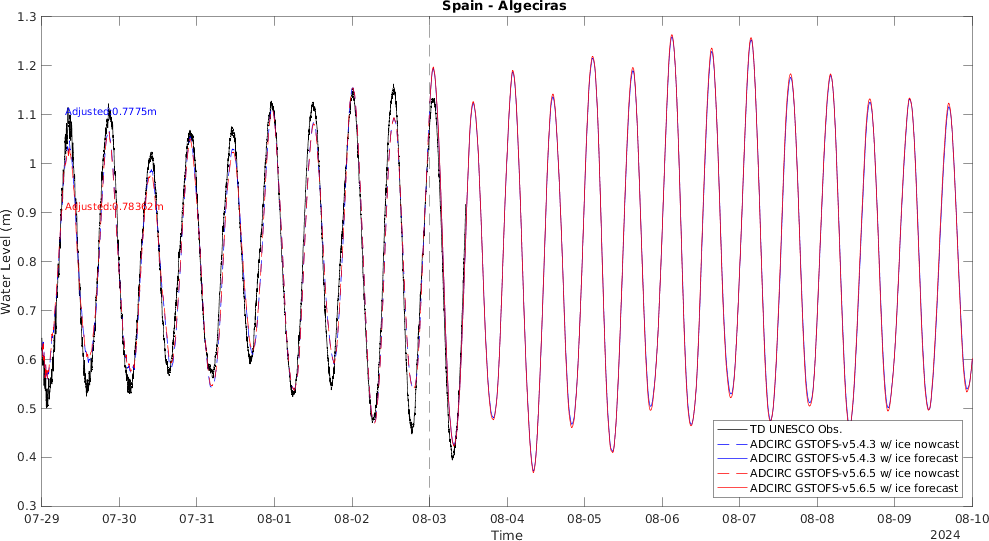 Spain - Algeciras
1.3
1.2
1.1
1
0.9
0.8
0.7
0.6
0.5
0.4
0.3
Water Level (m)
Adjusted:0.7775m
Adjusted:0.78302m
TD UNESCO Obs.
ADCIRC GSTOFS-v5.4.3 w/ ice nowcast
ADCIRC GSTOFS-v5.4.3 w/ ice forecast
ADCIRC GSTOFS-v5.6.5 w/ ice nowcast
ADCIRC GSTOFS-v5.6.5 w/ ice forecast
07-29 07-30 07-31 08-01 08-02 08-03 08-04 08-05 08-06 08-07 08-08 08-09 08-10
Time
2024